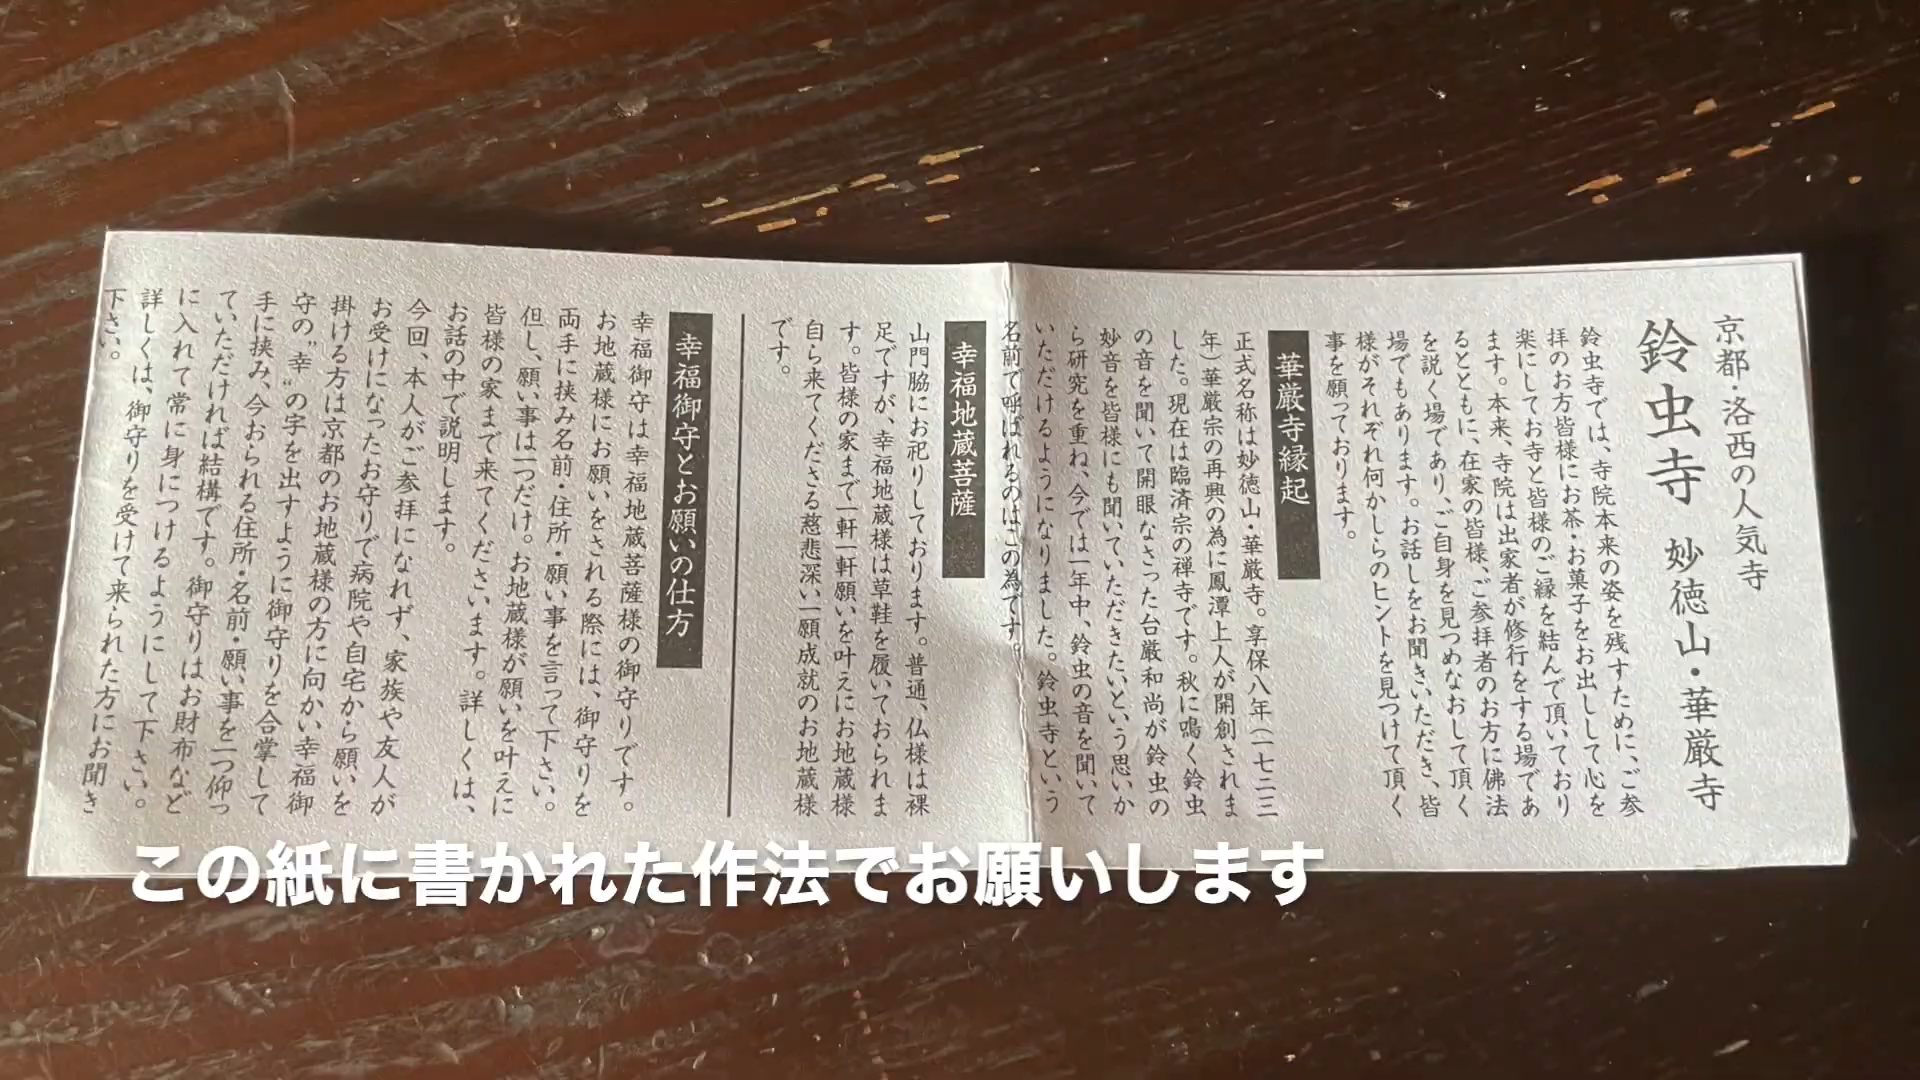 京都・洛西の人気寺
鈴虫寺 妙徳山・華厳寺
鈴虫寺では、寺院本来の姿を残すために、ご参
拝のお方皆様にお茶・お菓子をお出しして心を
楽にしてお寺と皆様のご縁を結んで頂いており
ます。本来、寺院は出家者が修行をする場であ
るとともに、在家の皆様、ご参拝者のお方に佛法
を説く場であり、ご自身を見つめなおして頂く
場でもあります。お話しをお聞きいただき、皆
様がそれぞれ何かしらのヒントを見つけて頂く
事を願っております。
華厳寺縁起
正式名称は妙徳山・華厳寺。享保八年(一七二三
年)華厳宗の再興の為に鳳潭上人が開創されま
した。現在は臨済宗の禅寺です。秋に鳴く鈴虫
の音を聞いて開眼なさった台厳和尚が鈴虫の
妙音を皆様にも聞いていただきたいという思いか
ら研究を重ね、今では一年中、鈴虫の音を聞いて
いただけるようになりました。鈴虫寺という
名前で呼ばれるのはこの為です。
幸福地蔵菩薩
山門脇にお祀りしております。普通、仏様は裸
足ですが、幸福地蔵様は草鞋を履いておられま
す。皆様の家まで一軒一軒願いを叶えにお地蔵様
自ら来てくださる慈悲深い一願成就のお地蔵様
です。
幸福御守とお願いの仕方
幸福御守は幸福地蔵菩薩様の御守りです。
お地蔵様にお願いをされる際には、御守りを
両手に挟み名前・住所・願い事を言って下さい。
但し、願い事は一つだけ。お地蔵様が願いを叶えに
皆様の家まで来てくださいます。詳しくは、
お話の中で説明します。
今回、本人がご参拝になれず、家族や友人が
お受けになったお守りで病院や自宅から願いを
掛ける方は京都のお地蔵様の方に向かい幸福御
守の〝幸〟の字を出すように御守りを合掌して
手に挟み、今おられる住所・名前・願い事を一つ仰っ
ていただければ結構です。御守りはお財布など
に入れて常に身につけるようにして下さい。
詳しくは、御守りを受けて来られた方にお聞き
下さい。
この紙に書かれた作法でお願いします